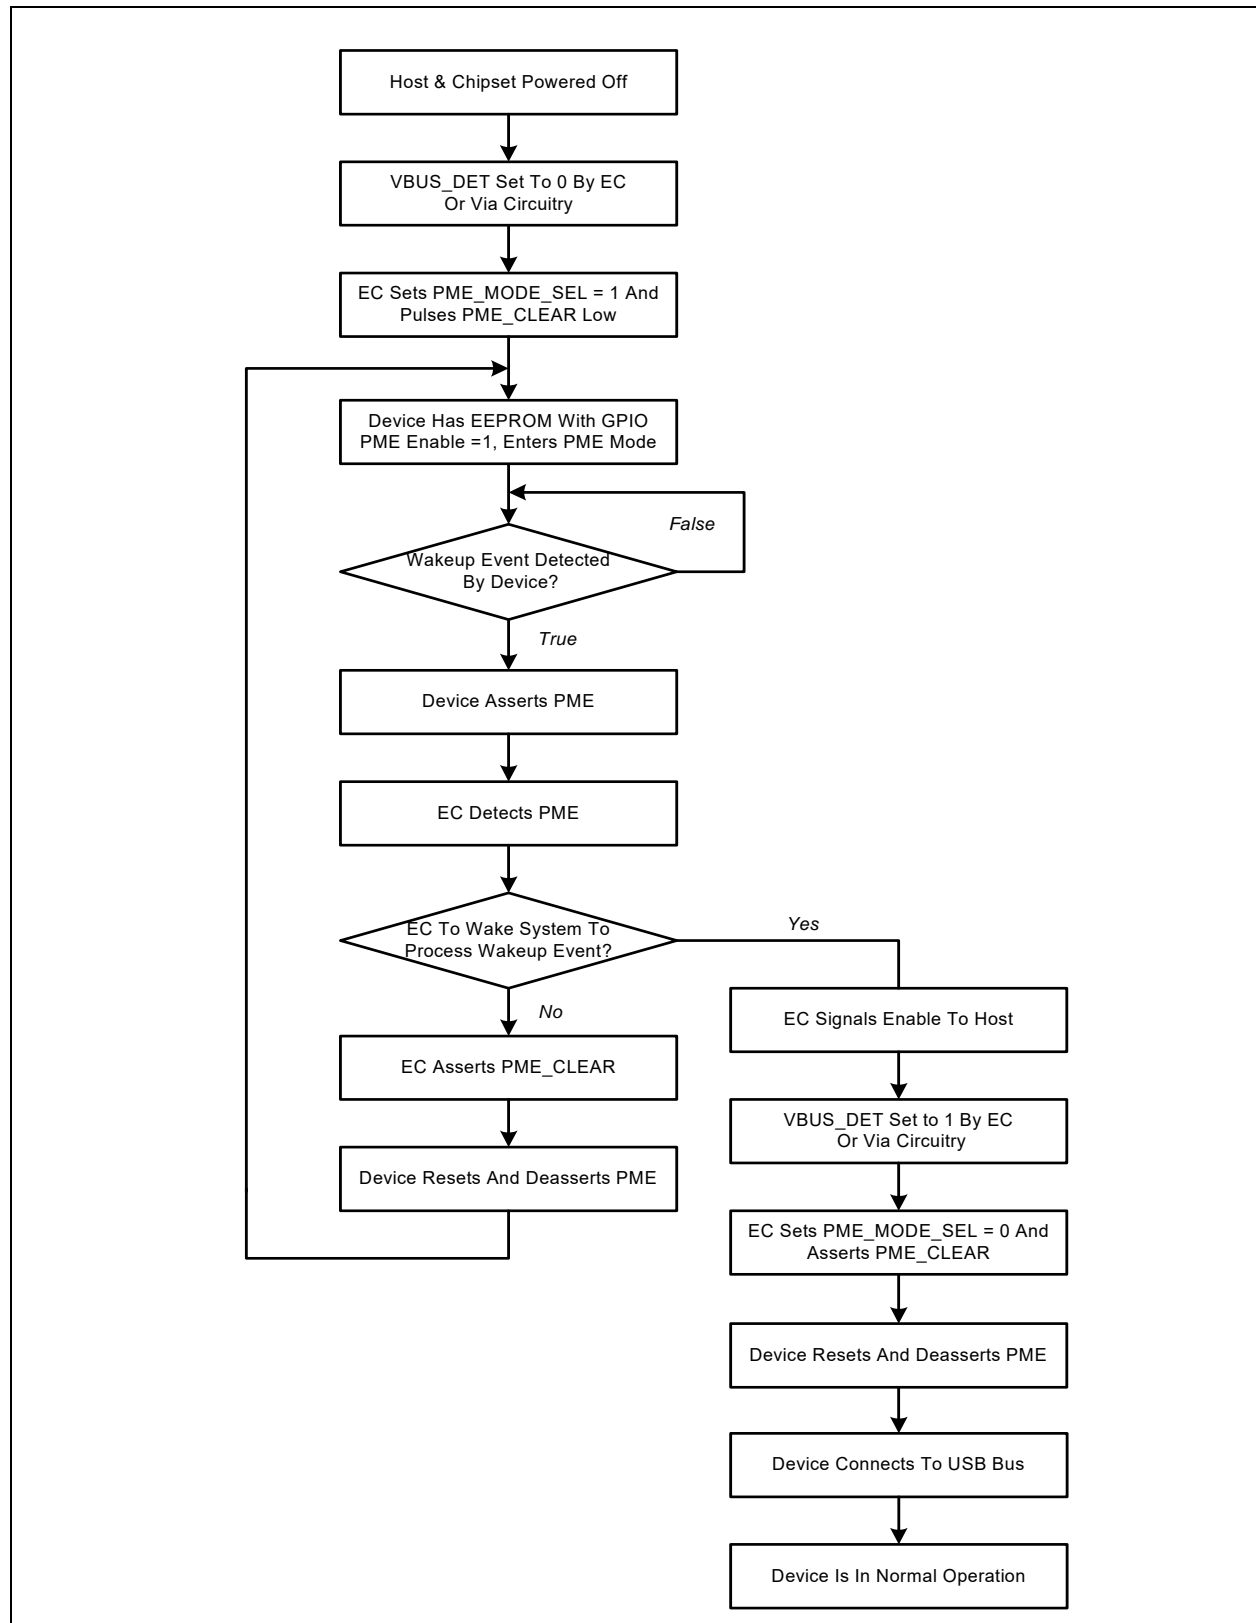 Host & Chipset Powered Off
VBUS_DET Set To 0 By EC
Or Via Circuitry
EC Sets PME_MODE_SEL = 1 And
Pulses PME_CLEAR Low
Device Has EEPROM With GPIO
PME Enable =1, Enters PME Mode
False
Wakeup Event Detected
By Device?
True
Device Asserts PME
EC Detects PME
EC To Wake System To
Process Wakeup Event?
Yes
No
EC Asserts PME_CLEAR
Device Resets And Deasserts PME
EC Signals Enable To Host
VBUS_DET Set to 1 By EC
Or Via Circuitry
EC Sets PME_MODE_SEL = 0 And
Asserts PME_CLEAR
Device Resets And Deasserts PME
Device Connects To USB Bus
Device Is In Normal Operation